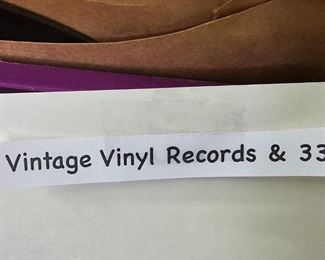 Vintage Vinyl Records & 33